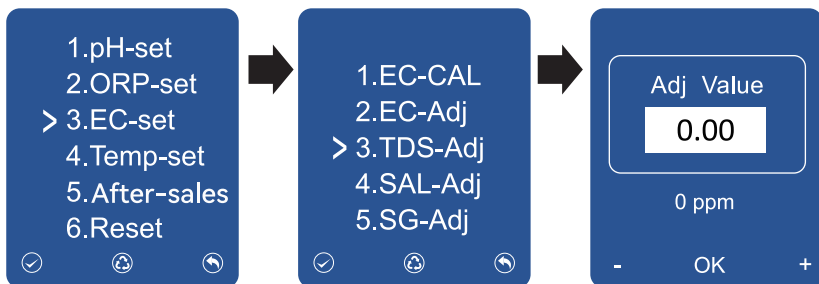 1.pH-set
2.ORP-set
> 3.EC-set
4.Temp-set
5.After-sales
6.Reset
1.EC-CAL
2.EC-Adj
> 3.TDS-Adj
4.SAL-Adj
5.SG-Adj
Adj Value
0.00
0 ppm
- OK +